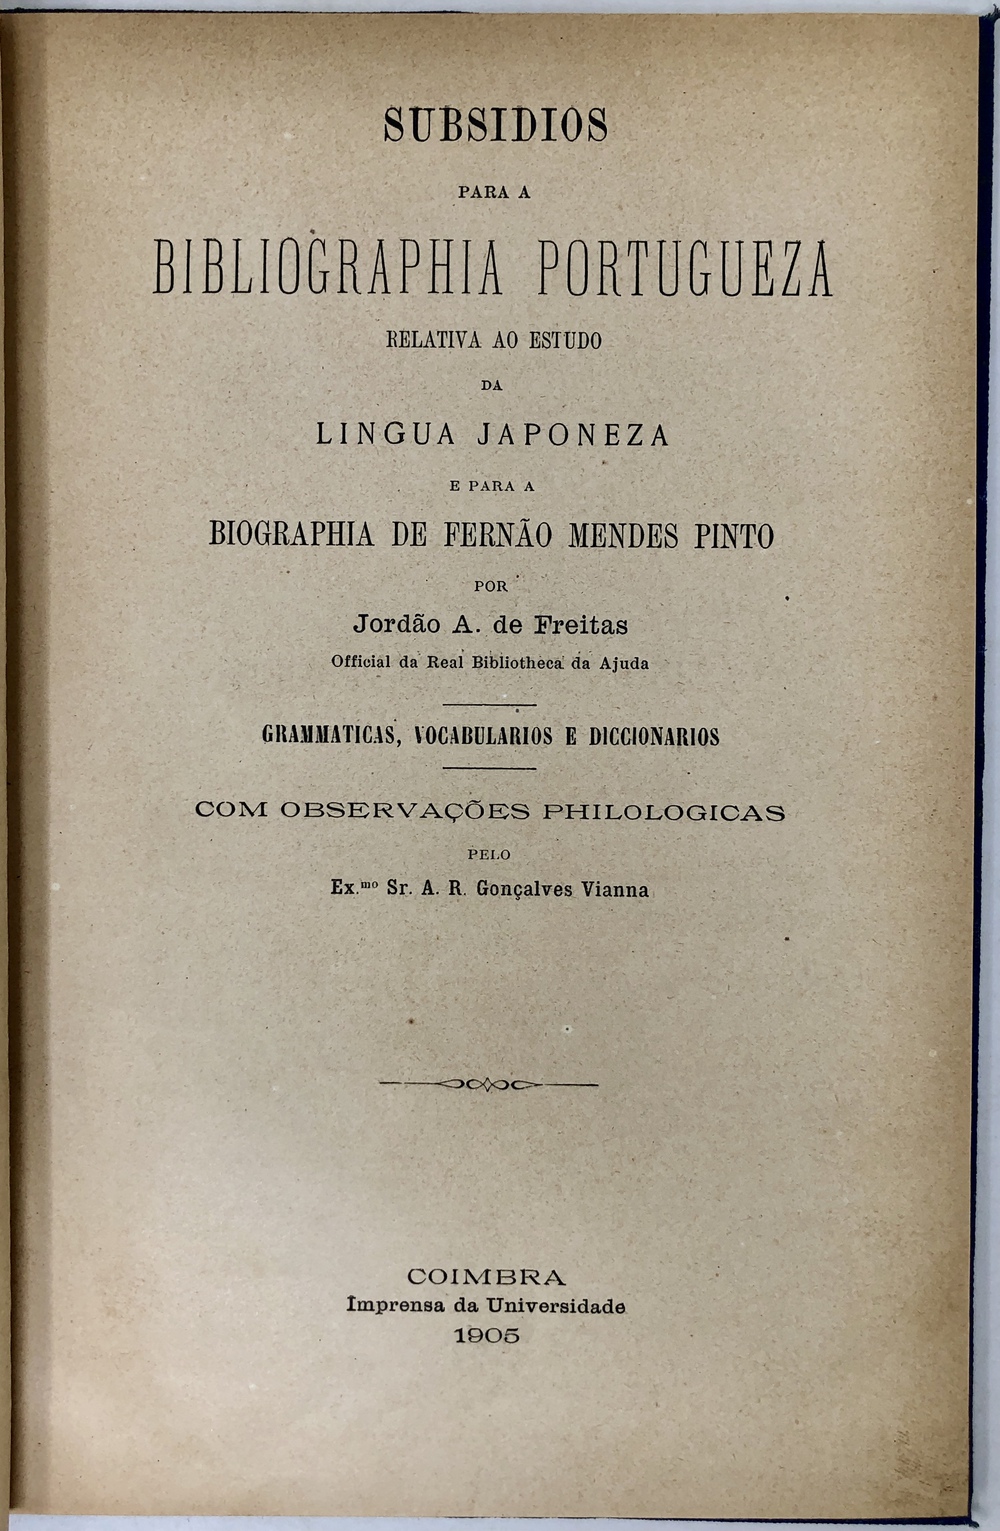 SUBSIDIOS
PARA A
BIBLIOGRAPHIA PORTUGUEZA
RELATIVA AO ESTUDO
DA
LINGUA JAPONEZA
E PARA A
BIOGRAPHIA DE FERNÃO MENDES PINTO
POR
Jordão A. de Freitas
Official da Real Bibliotheca da Ajuda
GRAMMATICAS, VOCABULARIOS E DICCIONARIOS
COM OBSERVAÇÕES PHILOLOGICAS
PELO
Ex.mo Sr. A. R. Gonçalves Vianna
COIMBRA
Imprensa da Universidade
1905